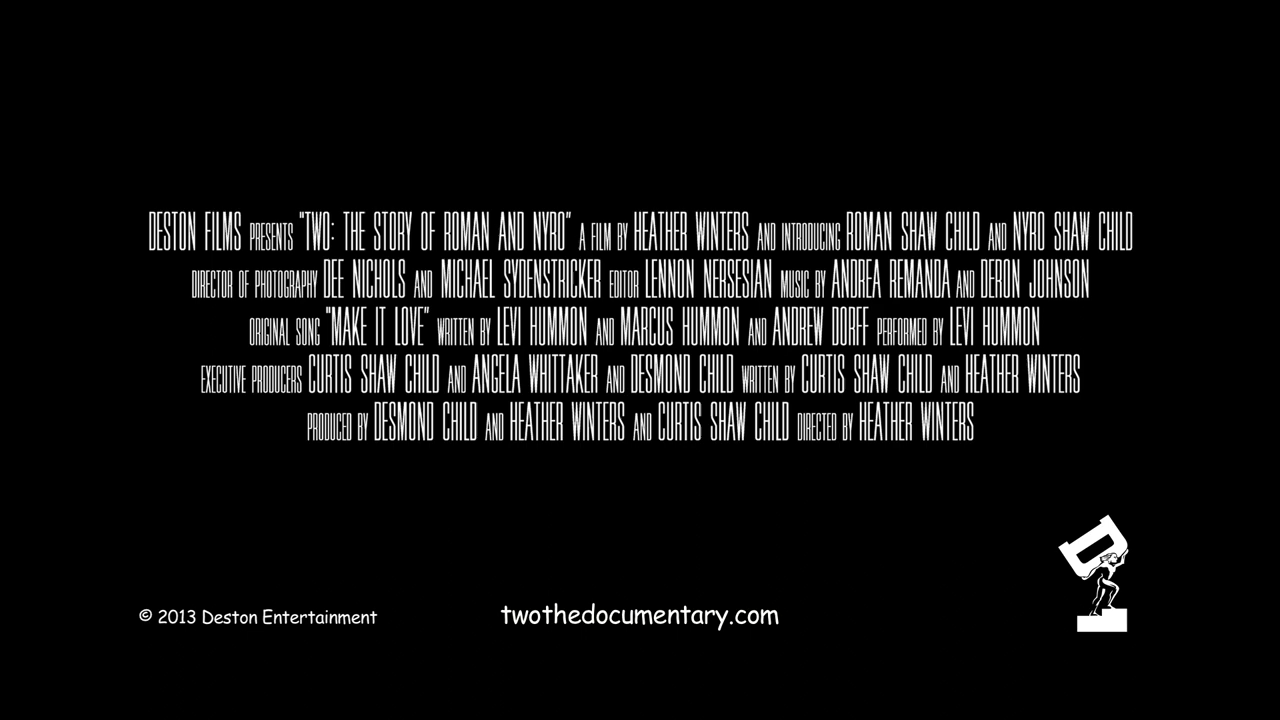 DESTON FILMS PRESENTS "TWO: THE STORY OF ROMAN AND NYRO" A FILM BY HEATHER WINTERS AND INTRODUCING ROMAN SHAW CHILD AND NYRO SHAW CHILD
DIRECTOR OF PHOTOGRAPHY DEE NICHOLS AND MICHAEL SYDENSTRICKER EDITOR LENNON NERSESIAN MUSIC BY ANDREA REMANDA AND DERON JOHNSON
ORIGINAL SONG "MAKE IT LOVE" WRITTEN BY LEVI HUMMON AND MARCUS HUMMON AND ANDREW DORFF PERFORMED BY LEVI HUMMON
EXECUTIVE PRODUCERS CURTIS SHAW CHILD AND ANGELA WHITTAKER AND DESMOND CHILD WRITTEN BY CURTIS SHAW CHILD AND HEATHER WINTERS
PRODUCED BY DESMOND CHILD AND HEATHER WINTERS AND CURTIS SHAW CHILD DIRECTED BY HEATHER WINTERS
D
© 2013 Deston Entertainment
twothedocumentary.com